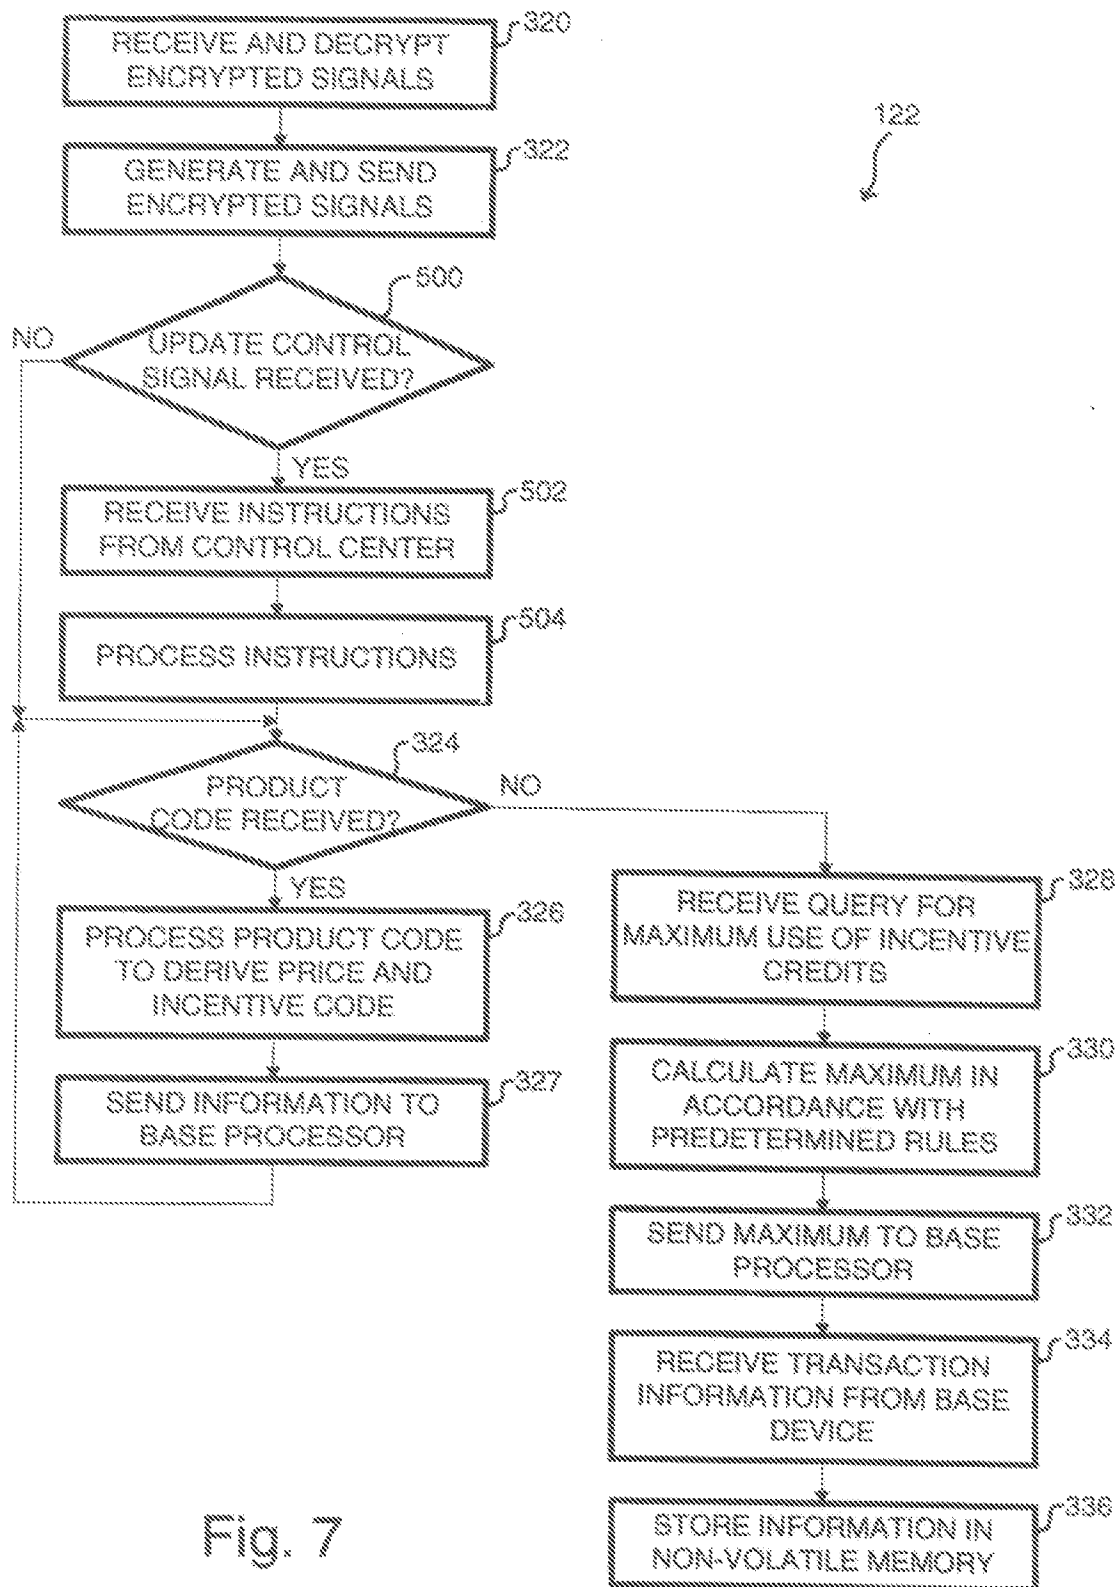 320
RECEIVE AND DECRYPT
ENCRYPTED SIGNALS
122
322
GENERATE AND SEND
ENCRYPTED SIGNALS
500
NO
UPDATE CONTROL
SIGNAL RECEIVED?
YES
502
RECEIVE INSTRUCTIONS
FROM CONTROL CENTER
504
PROCESS INSTRUCTIONS
324
PRODUCT
CODE RECEIVED?
NO
YES
326
PROCESS PRODUCT CODE
TO DERIVE PRICE AND
INCENTIVE CODE
327
SEND INFORMATION TO
BASE PROCESSOR
328
RECEIVE QUERY FOR
MAXIMUM USE OF INCENTIVE
CREDITS
330
CALCULATE MAXIMUM IN
ACCORDANCE WITH
PREDETERMINED RULES
332
SEND MAXIMUM TO BASE
PROCESSOR
334
RECEIVE TRANSACTION
INFORMATION FROM BASE
DEVICE
336
STORE INFORMATION IN
NON-VOLATILE MEMORY
Fig. 7